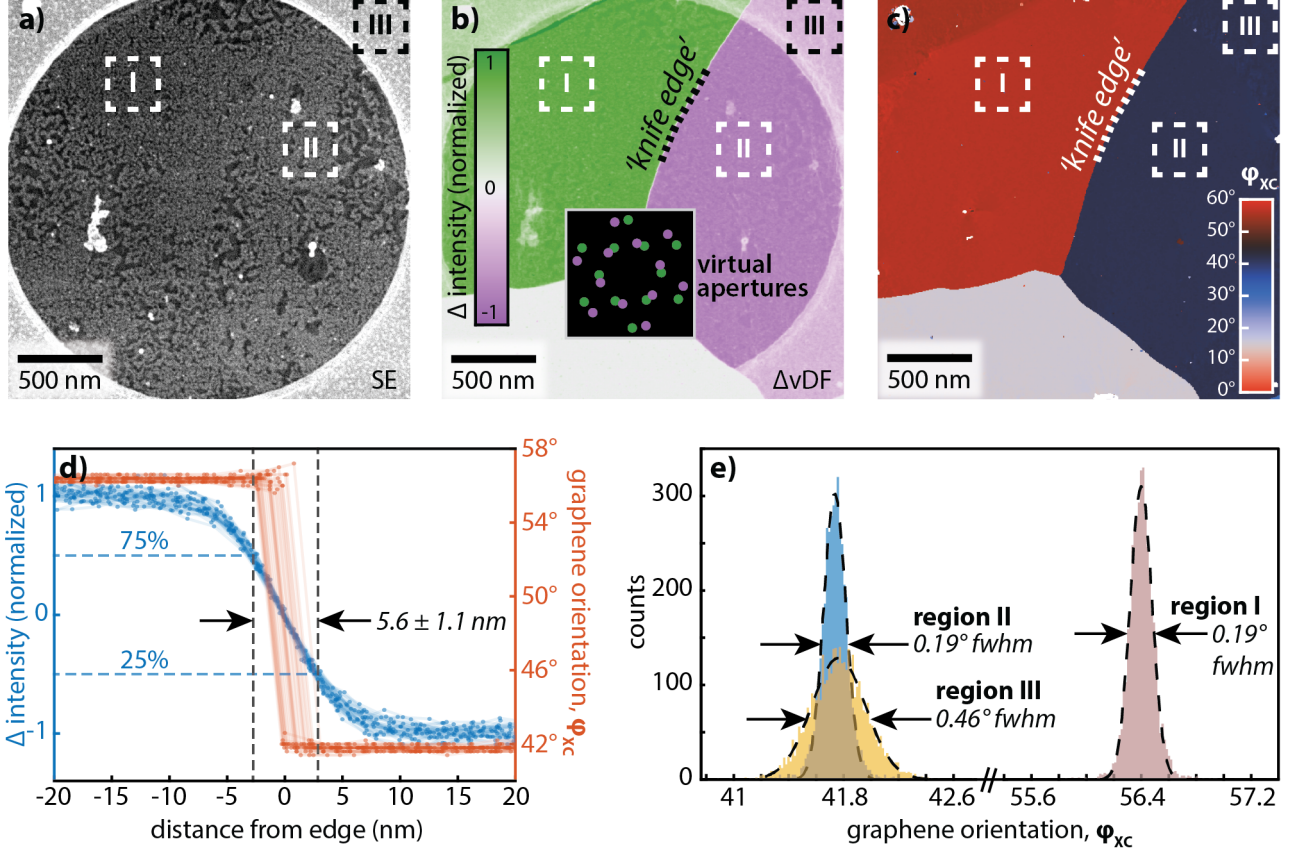 a)
III
I
II
500 nm
SE
b)
Δ intensity (normalized)
1
0
-1
I
'knife edge'
III
II
virtual
apertures
500 nm
ΔvDF
c)
III
I
'knife edge'
II
φxc
60°
50°
40°
30°
20°
10°
0°
500 nm
d)
Δ intensity (normalized)
1
0
-1
75%
25%
5.6 ± 1.1 nm
58°
54°
50°
46°
42°
graphene orientation, φxc
-20 -15 -10 -5 0 5 10 15 20
distance from edge (nm)
e)
counts
300
200
100
0
region II
0.19° fwhm
region III
0.46° fwhm
region I
0.19°
fwhm
41 41.8 42.6 // 55.6 56.4 57.2
graphene orientation, φxc